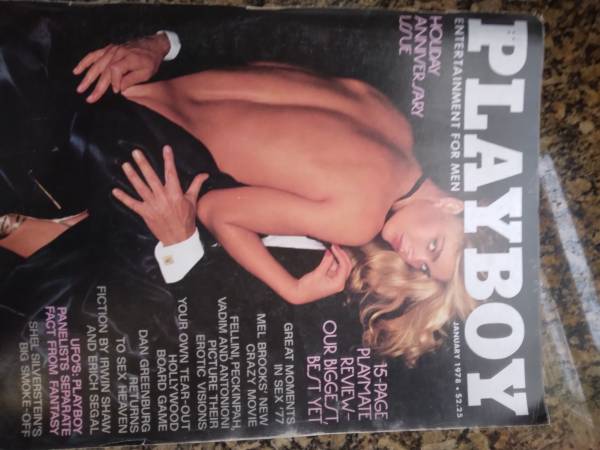 PLAYBOY
ENTERTAINMENT FOR MEN
JANUARY 1978 • $2.25
HOLIDAY
ANNIVERSARY
ISSUE
15-PAGE
PLAYMATE
REVIEW–
OUR BIGGEST,
BEST YET
GREAT MOMENTS
IN SEX '77
MEL BROOKS' NEW
CRAZY MOVIE
FELLINI, PECKINPAH,
VADIM AND ANTONIONI
PICTURE THEIR
EROTIC VISIONS
YOUR OWN TEAR-OUT
HOLLYWOOD
BOARD GAME
DAN GREENBURG
RETURNS
TO SEX HEAVEN
FICTION BY IRWIN SHAW
AND ERICH SEGAL
UFO'S: PLAYBOY
PANELISTS SEPARATE
FACT FROM FANTASY
SHEL SILVERSTEIN'S
BIG SMOKE-OFF